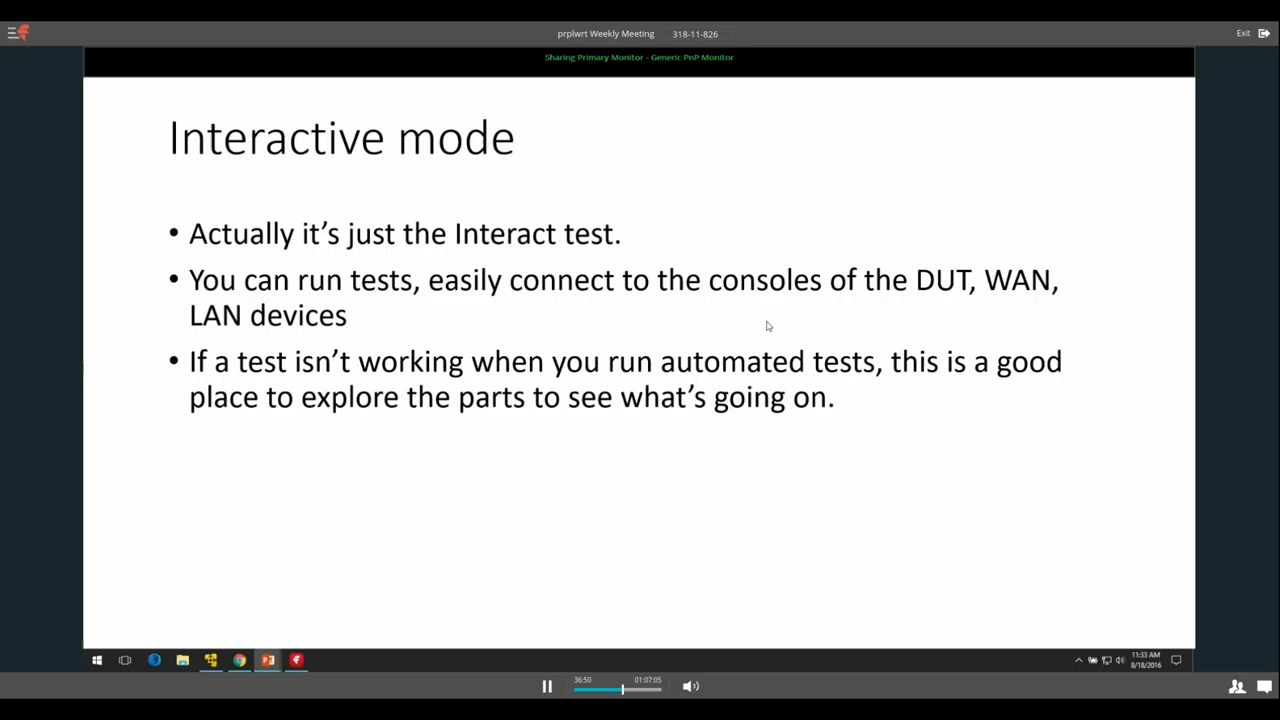 prplwrt Weekly Meeting 318-11-826
Exit
Sharing Primary Monitor - Generic PnP Monitor
Interactive mode
• Actually it’s just the Interact test.
• You can run tests, easily connect to the consoles of the DUT, WAN,
LAN devices
• If a test isn’t working when you run automated tests, this is a good
place to explore the parts to see what’s going on.
11:33 AM
8/18/2016
36:50
01:07:05